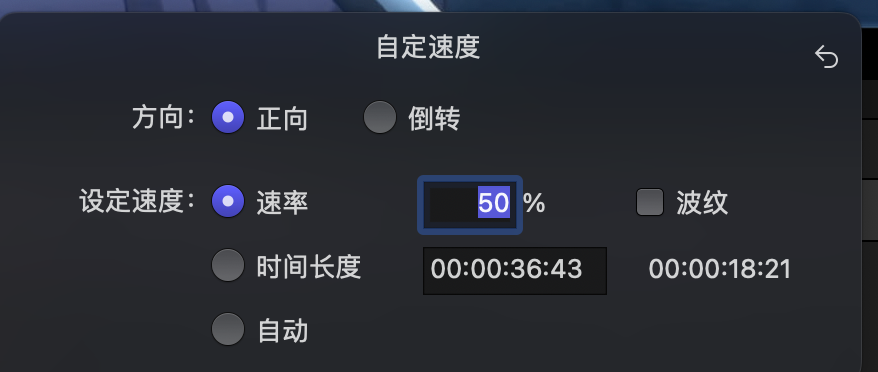 自定速度
方向： 正向 倒转
设定速度： 速率 50 % 波纹
时间长度 00:00:36:43 00:00:18:21
自动